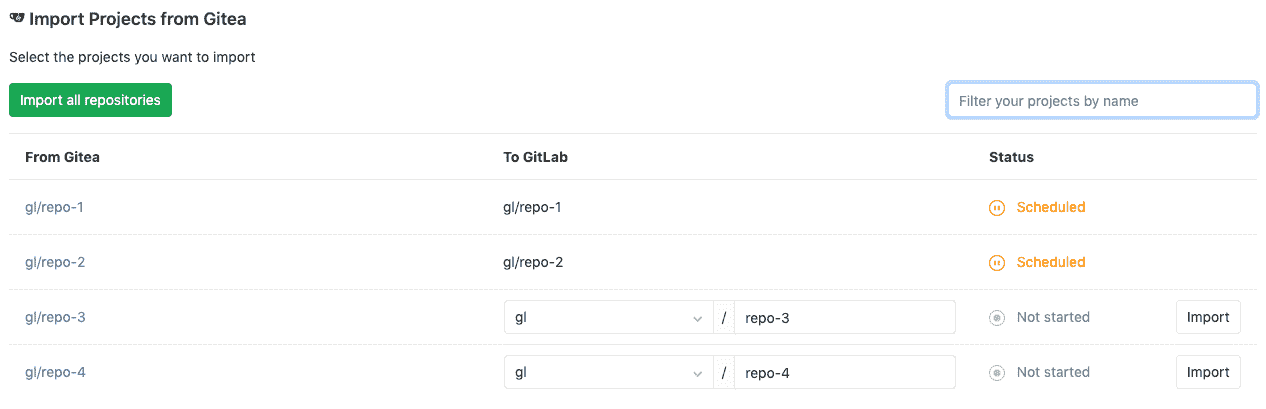 Import Projects from Gitea
Select the projects you want to import
Import all repositories Filter your projects by name
From Gitea To GitLab Status
gl/repo-1 gl/repo-1 Scheduled
gl/repo-2 gl/repo-2 Scheduled
gl/repo-3 gl / repo-3 Not started Import
gl/repo-4 gl / repo-4 Not started Import